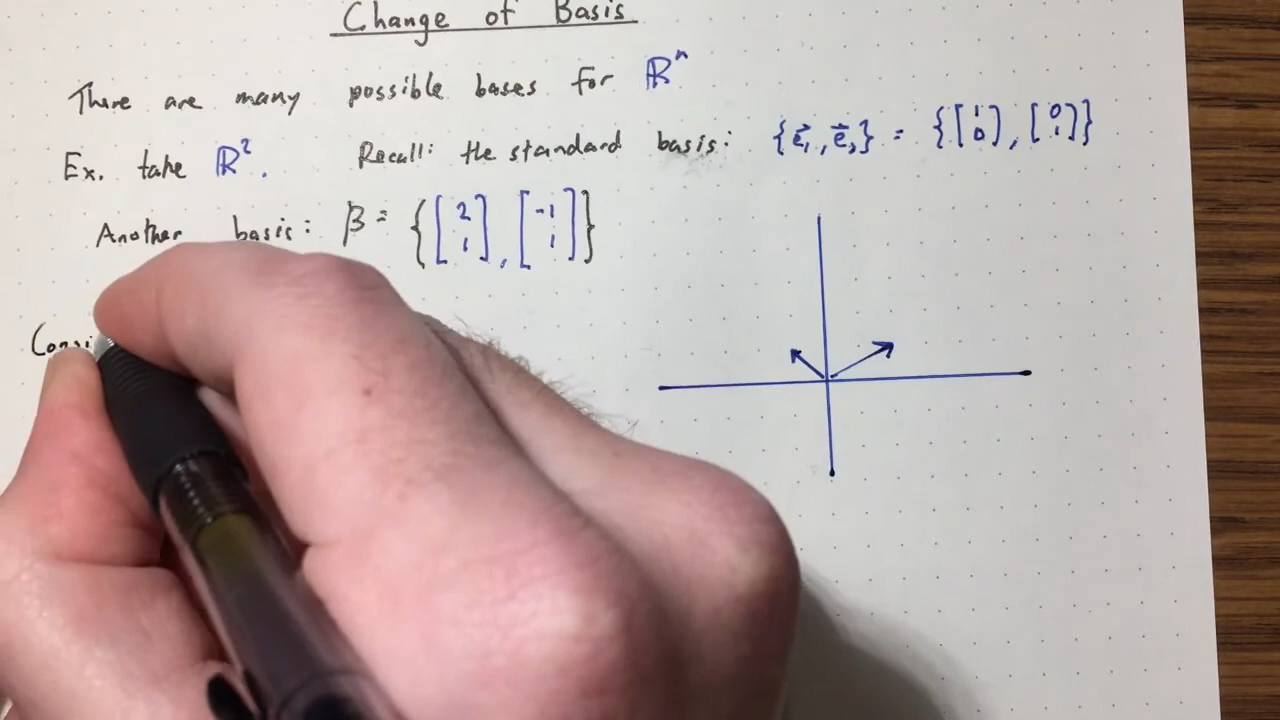 Change of Basis
There are many possible bases for ℝⁿ
Ex. take ℝ². Recall: the standard basis: {e⃗₁, e⃗₂} = {[1 0], [0 1]}
Another basis: β = {[2 1], [-1 1]}
Consi